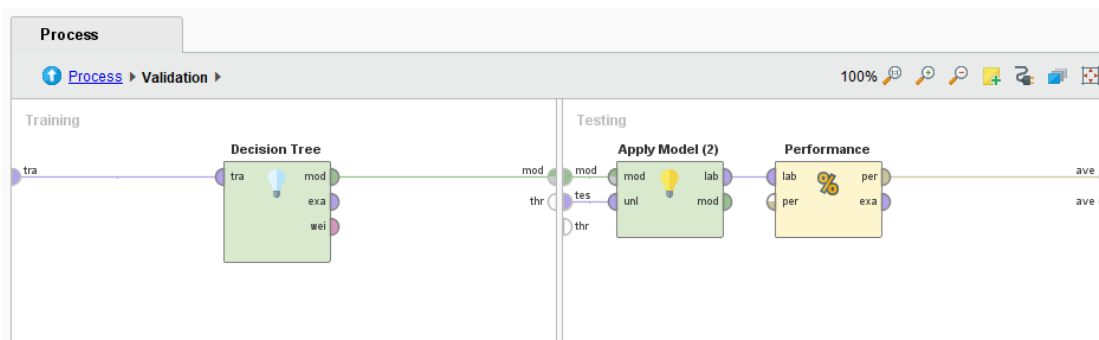 Process
Process Validation
100%
Training
Testing
Decision Tree
Apply Model (2)
Performance
tra
tra
mod
exa
wei
mod
thr
mod
tes
thr
mod
lab
unl
mod
lab
per
per
exa
ave
ave